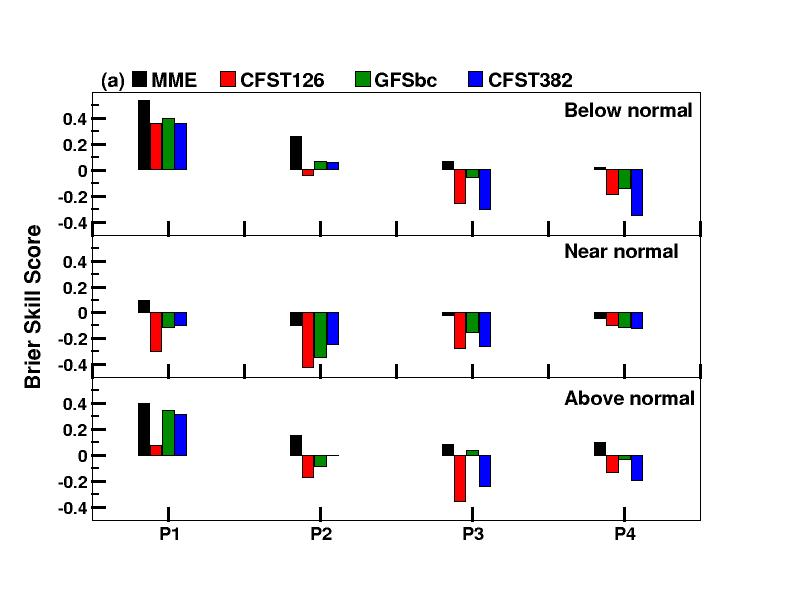 (a) MME CFST126 GFSbc CFST382
Below normal
0.4
0.2
0
-0.2
-0.4
Near normal
0.4
0.2
0
-0.2
-0.4
Above normal
0.4
0.2
0
-0.2
-0.4
P1 P2 P3 P4
Brier Skill Score